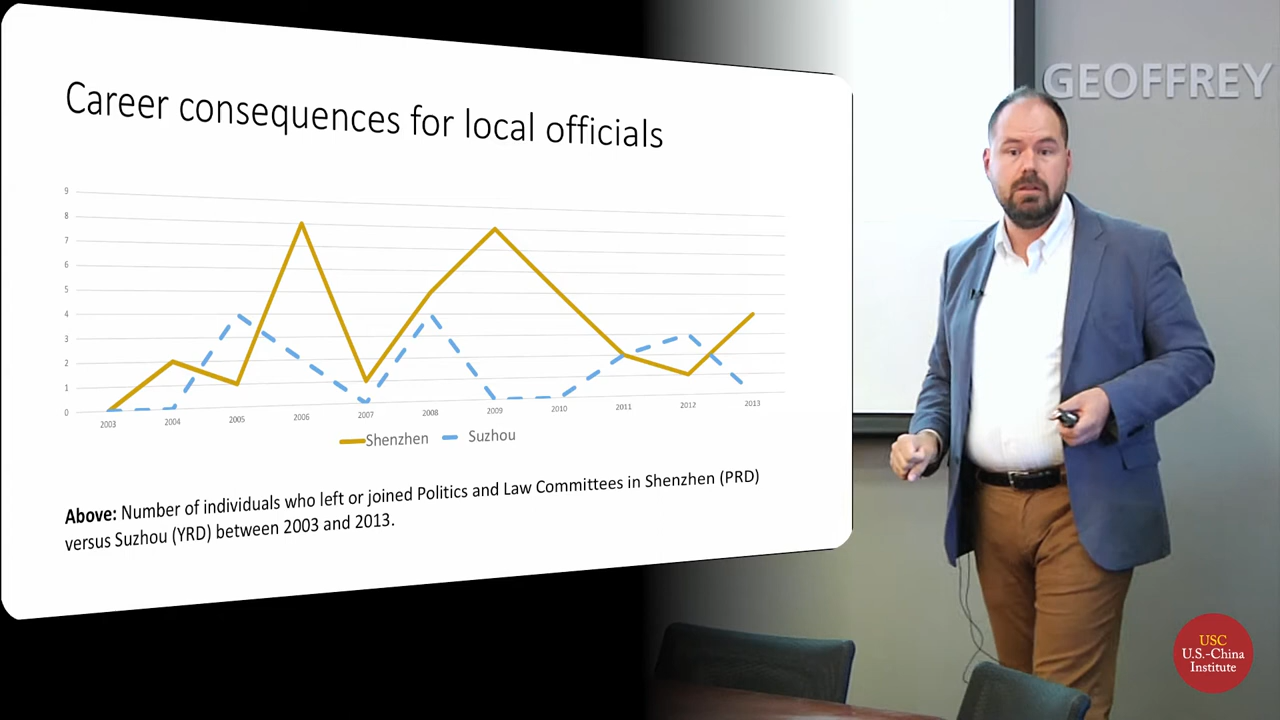 Career consequences for local officials
9
8
7
6
5
4
3
2
1
0
2003 2004 2005 2006 2007 2008 2009 2010 2011 2012 2013
Shenzhen Suzhou
Above: Number of individuals who left or joined Politics and Law Committees in Shenzhen (PRD)
versus Suzhou (YRD) between 2003 and 2013.
GEOFFREY
USC
U.S.-China
Institute